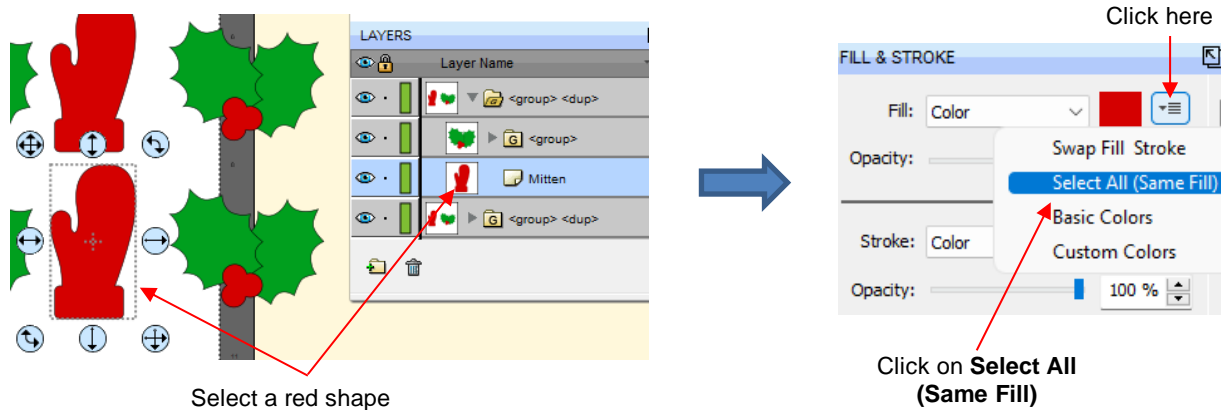 LAYERS
Layer Name
<group> <dup>
G <group>
Mitten
G <group> <dup>
Select a red shape
Click here
FILL & STROKE
Fill: Color
Opacity:
Swap Fill Stroke
Select All (Same Fill)
Basic Colors
Stroke: Color
Custom Colors
Opacity: 100 %
Click on Select All
(Same Fill)